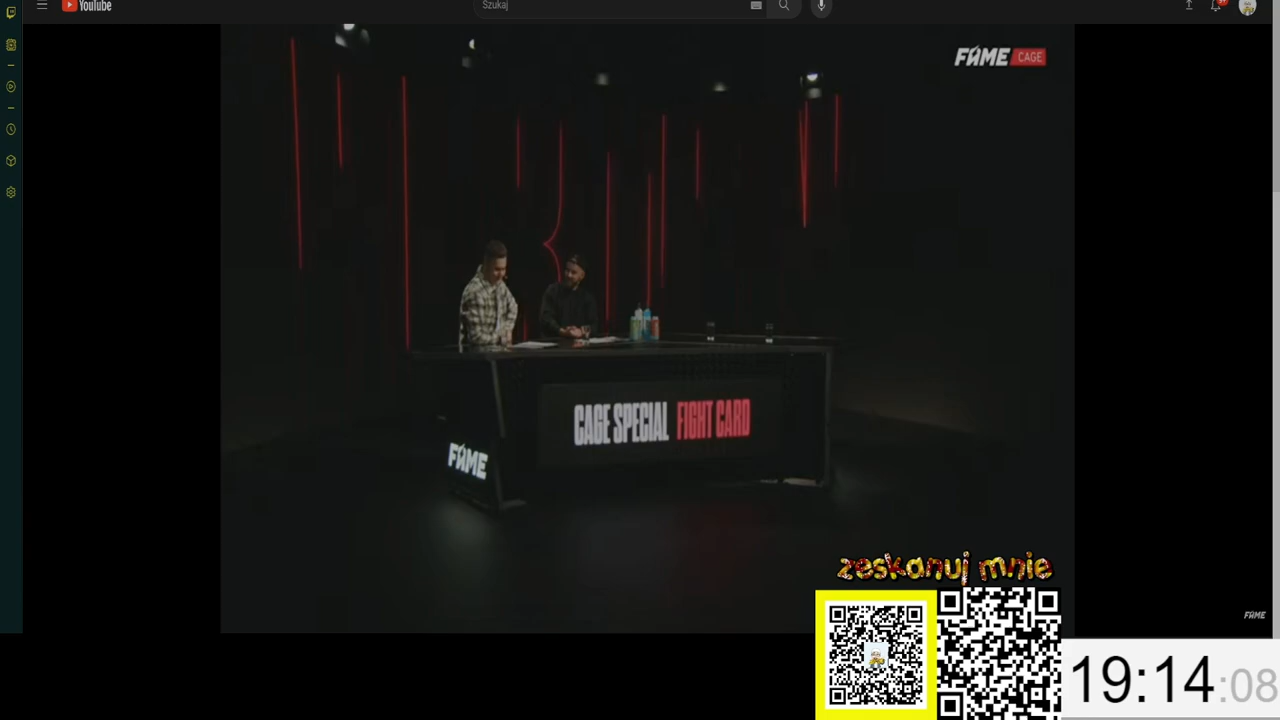 YouTube
Szukaj
FAME CAGE
CAGE SPECIAL FIGHT CARD
FAME
zeskanuj mnie
FAME
19:14:08